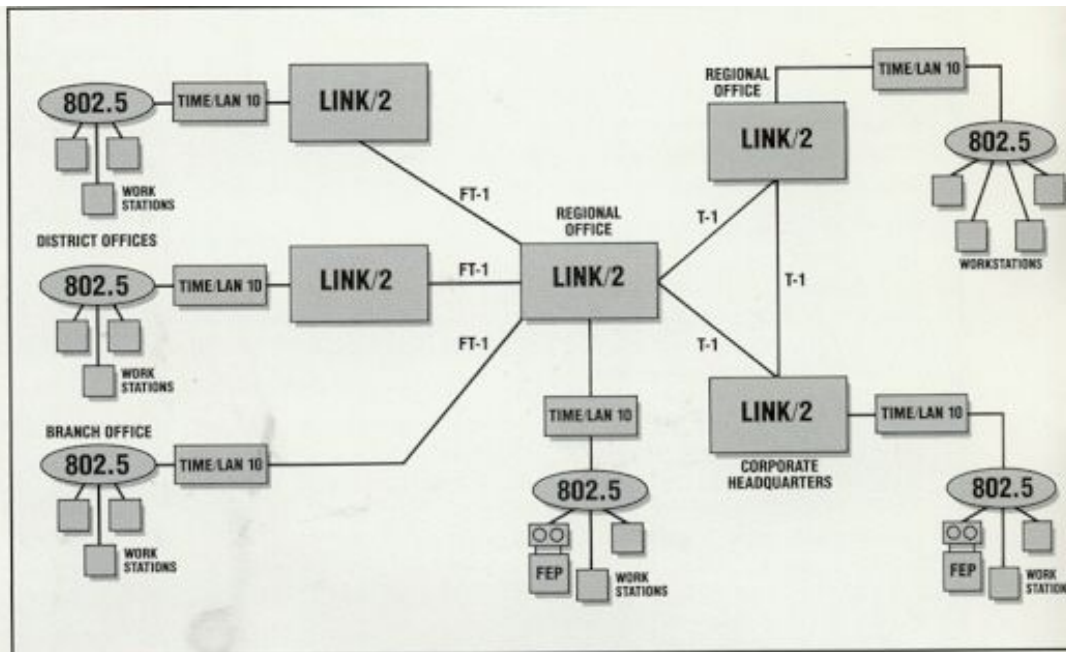 802.5
TIME/LAN 10
LINK/2
WORK
STATIONS
FT-1
DISTRICT OFFICES
802.5
TIME/LAN 10
LINK/2
FT-1
WORK
STATIONS
FT-1
BRANCH OFFICE
802.5
TIME/LAN 10
WORK
STATIONS
REGIONAL
OFFICE
LINK/2
TIME/LAN 10
802.5
FEP
WORK
STATIONS
REGIONAL
OFFICE
LINK/2
TIME/LAN 10
802.5
WORKSTATIONS
T-1
T-1
T-1
LINK/2
CORPORATE
HEADQUARTERS
TIME/LAN 10
802.5
FEP
WORK
STATIONS